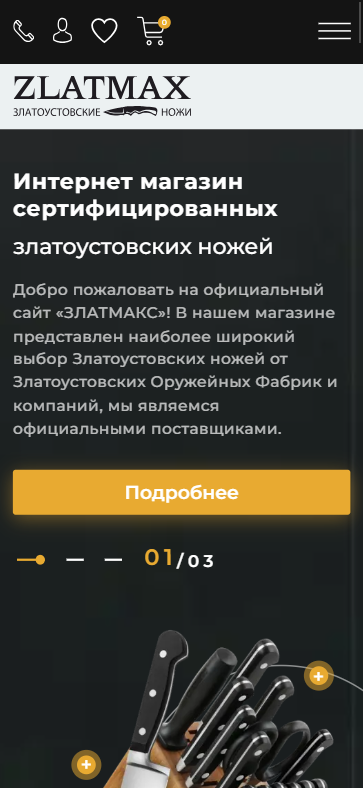 0
ZLATMAX
ЗЛАТОУСТОВСКИЕ НОЖИ
Интернет магазин
сертифицированных
златоустовских ножей
Добро пожаловать на официальный
сайт «ЗЛАТМАКС»! В нашем магазине
представлен наиболее широкий
выбор Златоустовских ножей от
Златоустовских Оружейных Фабрик и
компаний, мы являемся
официальными поставщиками.
Подробнее
01/03